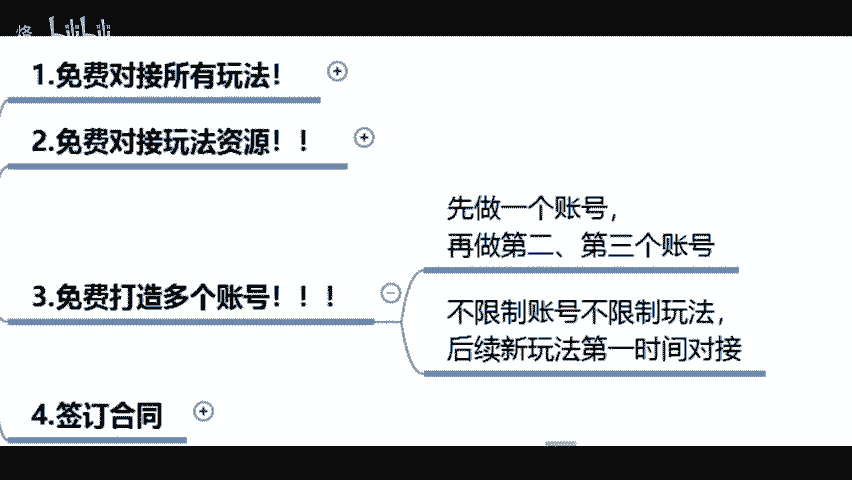 1.免费对接所有玩法！
2.免费对接玩法资源！！
先做一个账号，
再做第二、第三个账号
3.免费打造多个账号！！！
不限制账号不限制玩法，
后续新玩法第一时间对接
4.签订合同